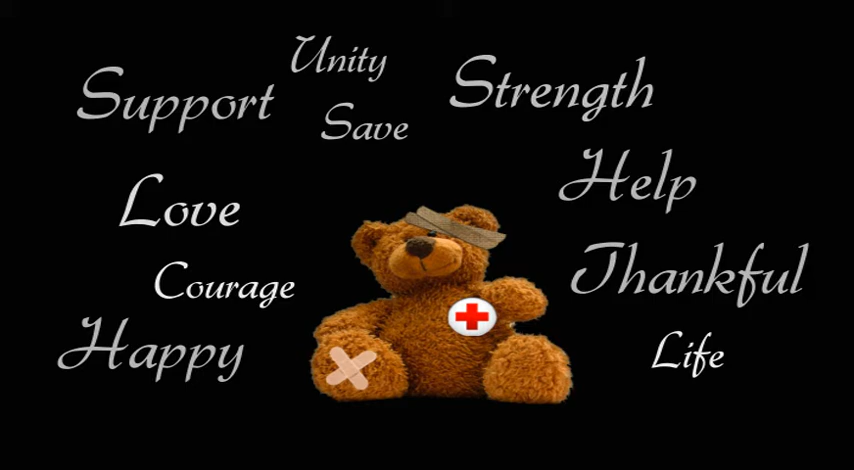 Unity
Support
Strength
Save
Help
Love
Thankful
Courage
Happy
Life